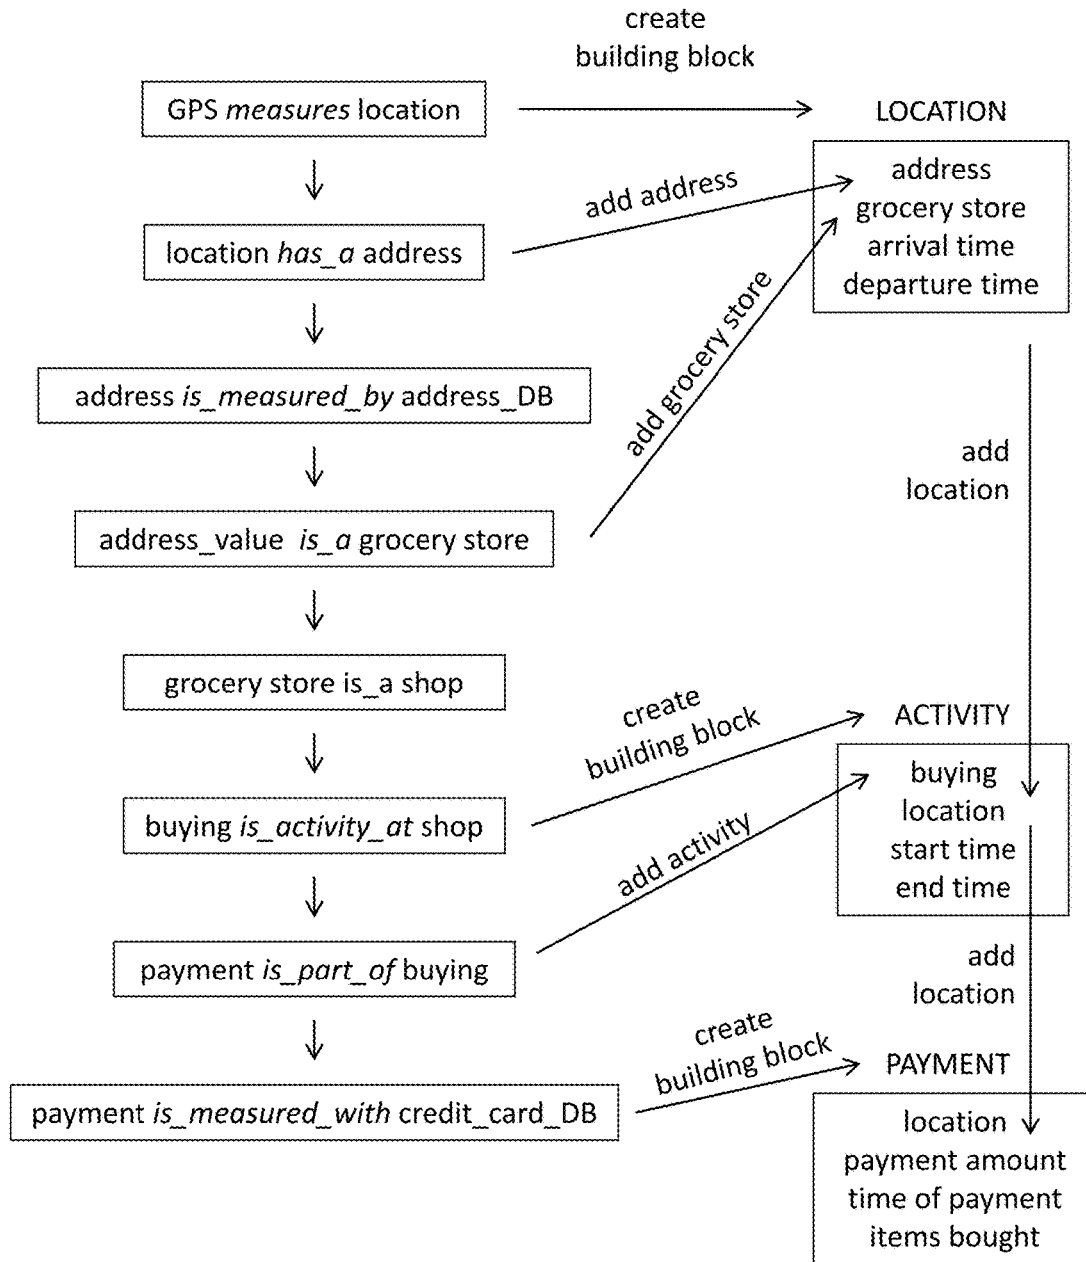 create
building block
GPS measures location
LOCATION
address
grocery store
arrival time
departure time
add address
location has_a address
add grocery store
address is_measured_by address_DB
add
location
address_value is_a grocery store
grocery store is_a shop
create
building block
ACTIVITY
buying
location
start time
end time
buying is_activity_at shop
add activity
payment is_part_of buying
add
location
create
building block
PAYMENT
payment is_measured_with credit_card_DB
location
payment amount
time of payment
items bought